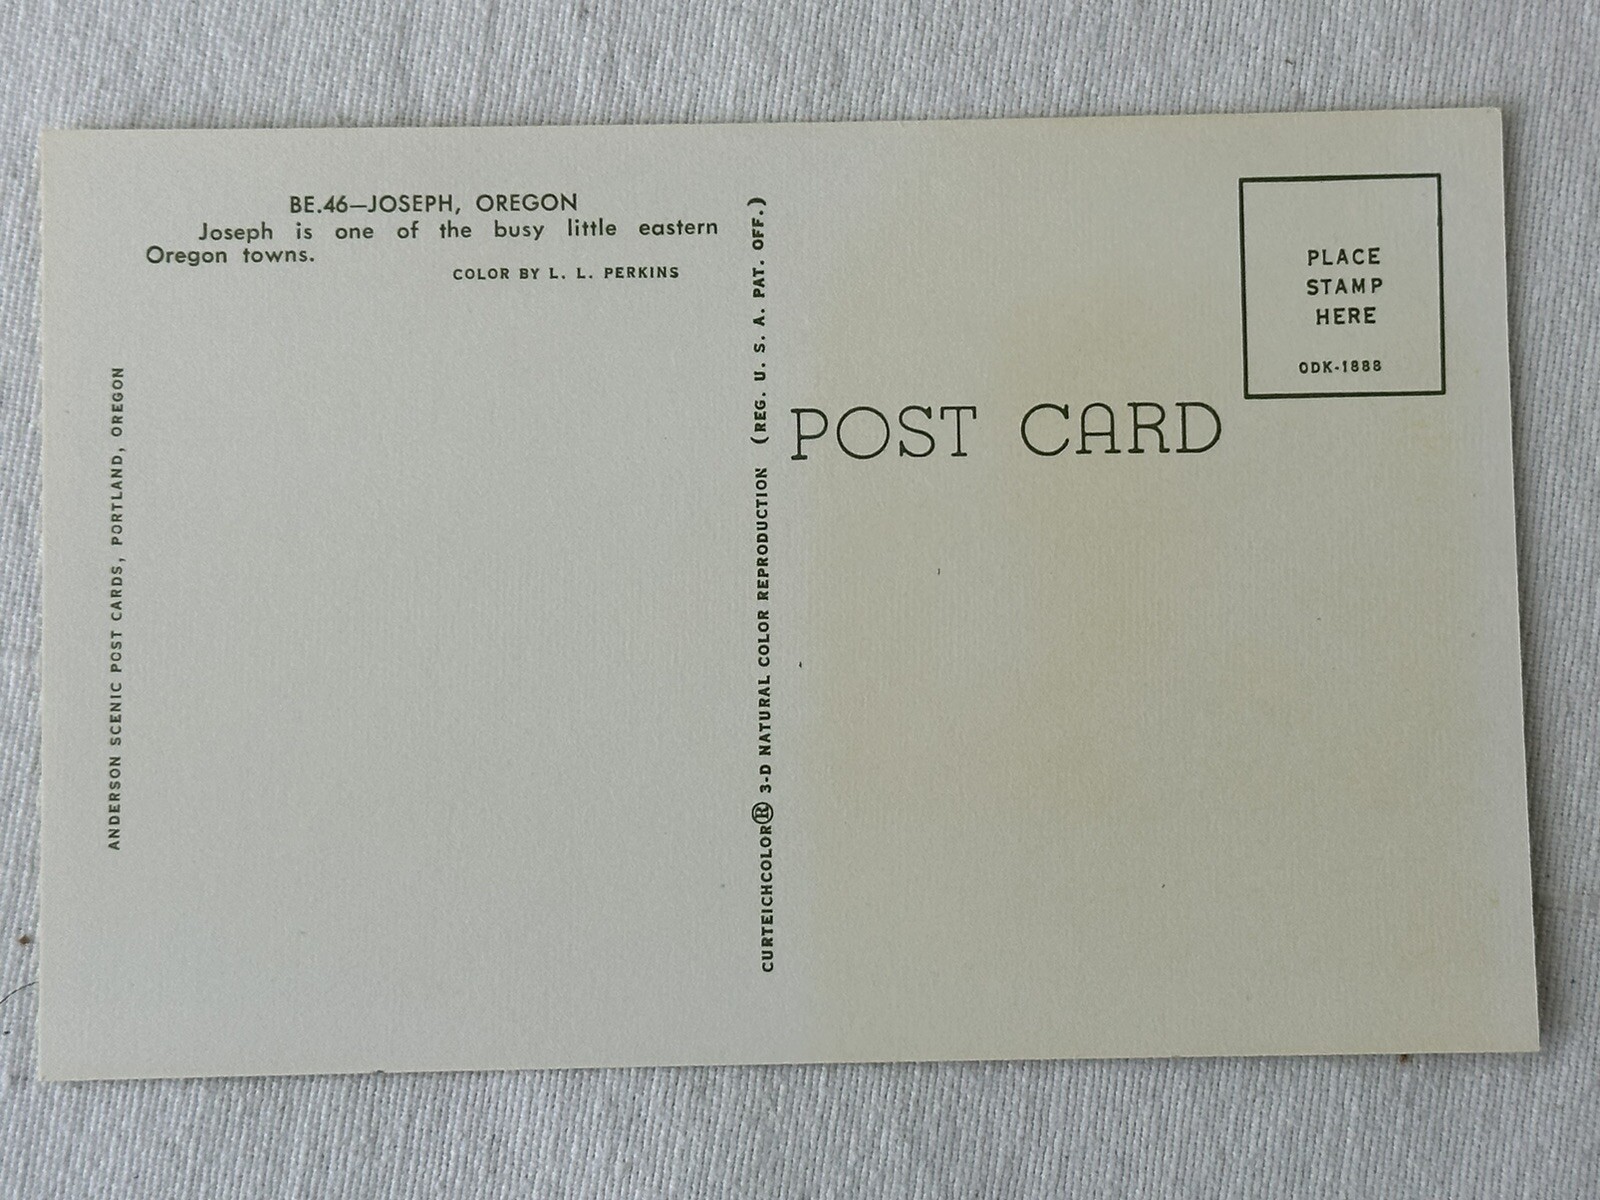 BE.46—JOSEPH, OREGON
Joseph is one of the busy little eastern
Oregon towns.
COLOR BY L. L. PERKINS
ANDERSON SCENIC POST CARDS, PORTLAND, OREGON
CURTEICHCOLOR® 3-D NATURAL COLOR REPRODUCTION (REG. U. S. A. PAT. OFF.)
POST CARD
PLACE
STAMP
HERE
ODK-1888